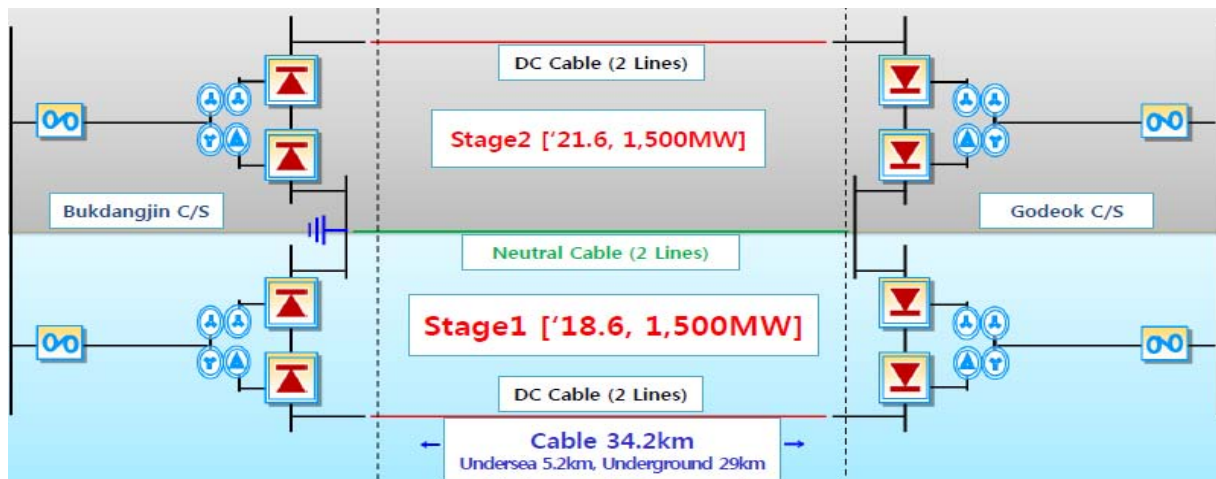 DC Cable (2 Lines)
Stage2 ['21.6, 1,500MW]
Bukdangjin C/S
Godeok C/S
Neutral Cable (2 Lines)
Stage1 ['18.6, 1,500MW]
DC Cable (2 Lines)
Cable 34.2km
Undersea 5.2km, Underground 29km